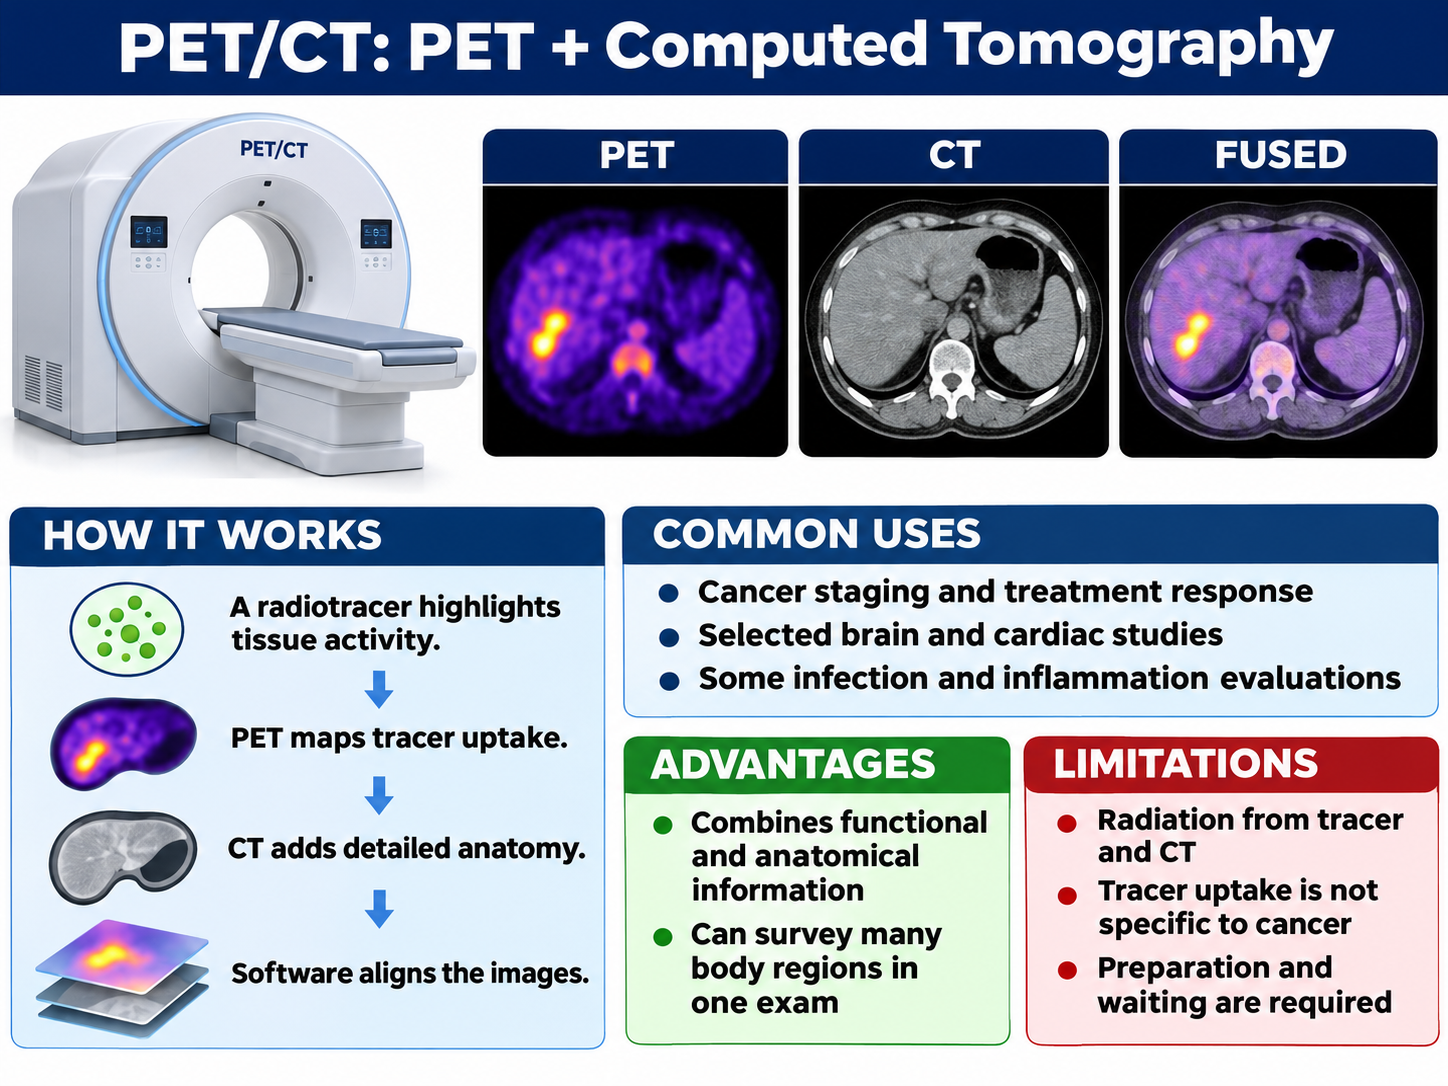 PET/CT: PET + Computed Tomography
PET/CT
PET
CT
FUSED
HOW IT WORKS
A radiotracer highlights
tissue activity.
PET maps tracer uptake.
CT adds detailed anatomy.
Software aligns the images.
COMMON USES
Cancer staging and treatment response
Selected brain and cardiac studies
Some infection and inflammation evaluations
ADVANTAGES
Combines functional
and anatomical
information
Can survey many
body regions in
one exam
LIMITATIONS
Radiation from tracer
and CT
Tracer uptake is not
specific to cancer
Preparation and
waiting are required